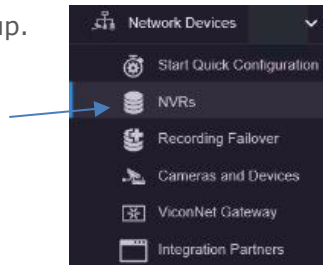 up.
Network Devices
Start Quick Configuration
NVRs
Recording Failover
Cameras and Devices
ViconNet Gateway
Integration Partners